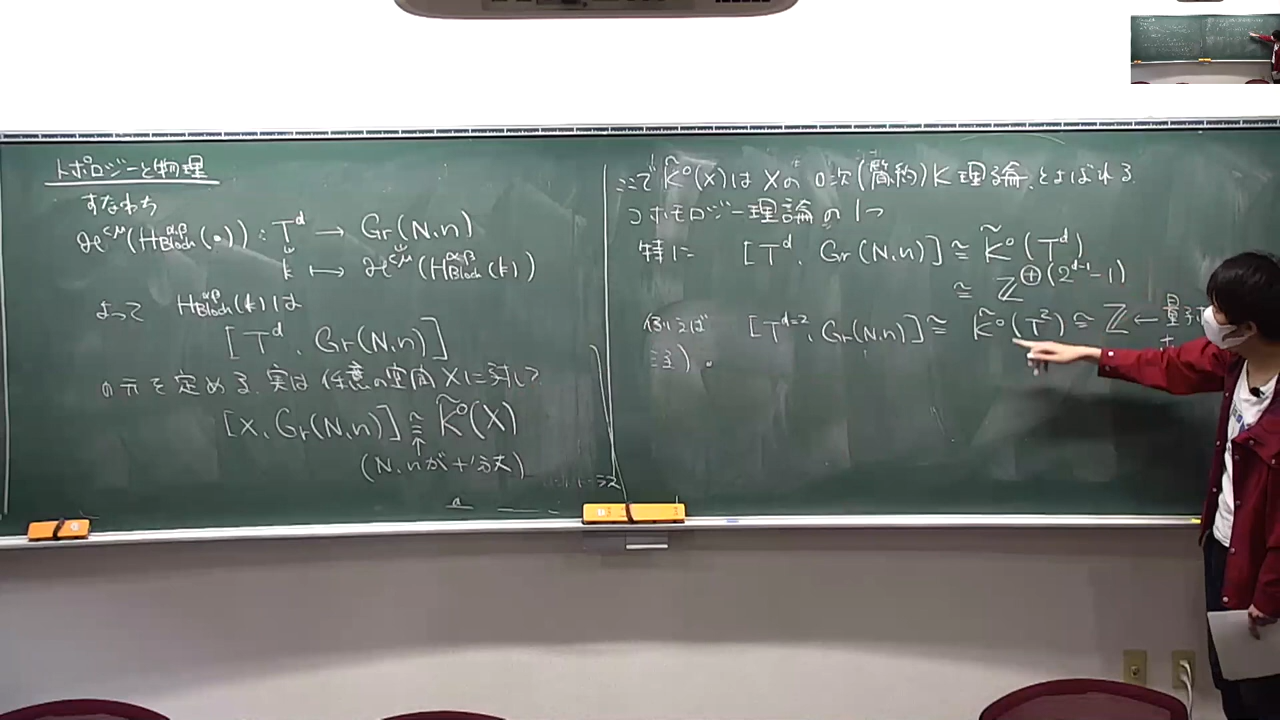 トポロジーと物理
すなわち
ℋ^{c<μ}(H^{αβ}_{Bloch}(•)) : T^d → Gr(N,n)
k ↦ ℋ^{c<μ}(H^{αβ}_{Bloch}(k))
よって H^{αβ}_{Bloch}(k)は
[T^d, Gr(N,n)]
の元を定める. 実は任意の空間Xに対して
[X, Gr(N,n)] ≅ K̃⁰(X)
↑
(N,nが十分大)
ここで K̃⁰(X)は Xの 0次(簡約)K理論 とよばれる
コホモロジー理論の1つ
特に [T^d, Gr(N,n)] ≅ K̃⁰(T^d)
≅ ℤ^{⊕(2^{d-1}-1)}
例えば [T^{d=2}, Gr(N,n)] ≅ K̃⁰(T²) ≅ ℤ ← 量子ホ
注).